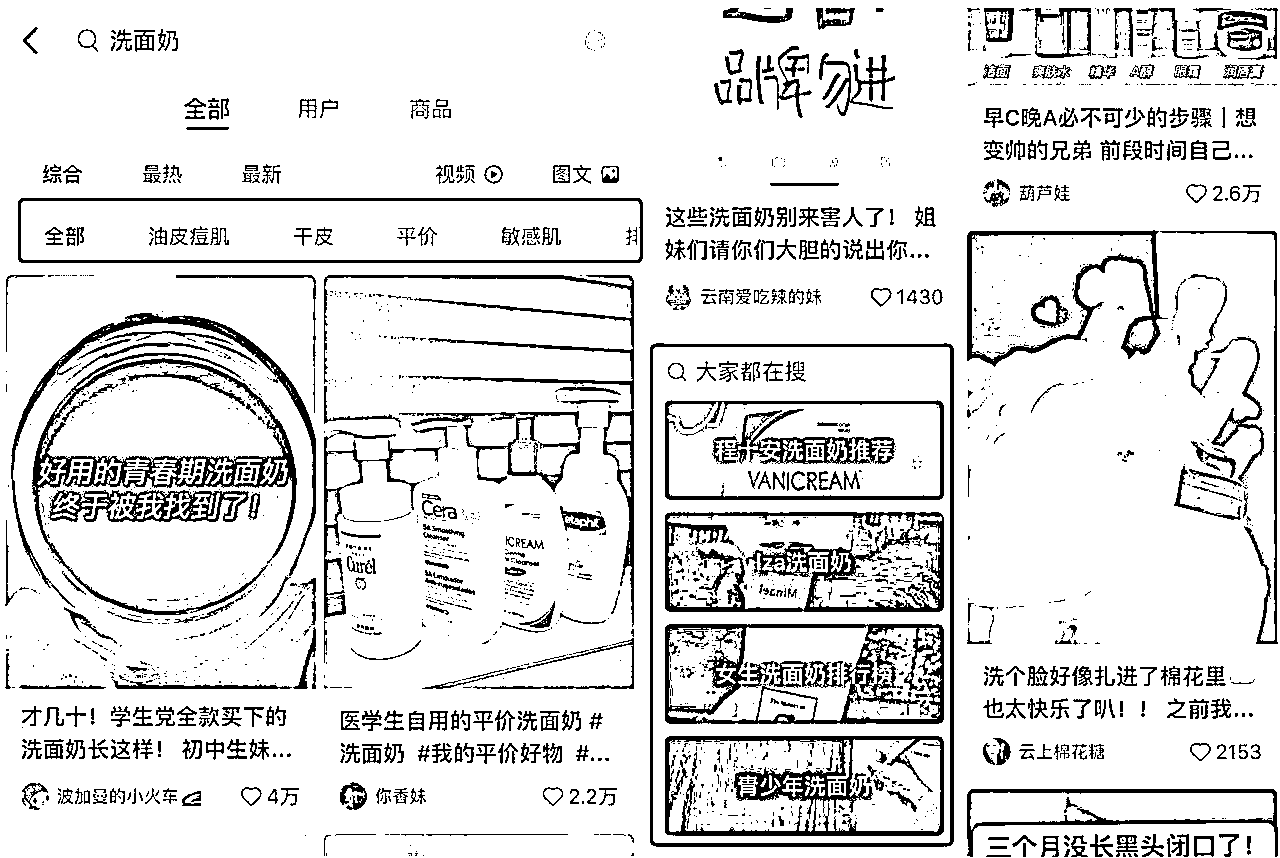 洗面奶
全部 用户 商品
综合 最热 最新 视频 图文
全部 油皮痘肌 干皮 平价 敏感肌
好用的青春期洗面奶
终于被我找到了!
才几十! 学生党全款买下的
洗面奶长这样! 初中生妹...
波加曼的小火车 4万
Curél
Cera
SA Smoothing
Cleanser
ICREAM
etaphil
医学生自用的平价洗面奶 #
洗面奶 #我的平价好物 #...
你香妹 2.2万
品牌勿进
这些洗面奶别来害人了! 姐
妹们请你们大胆的说出你...
云南爱吃辣的妹 1430
大家都在搜
程十安洗面奶推荐
VANICREAM
lza洗面奶
女生洗面奶排行榜
青少年洗面奶
洁面 爽肤水 精华 A醇 眼霜 润唇膏
早C晚A必不可少的步骤丨想
变帅的兄弟 前段时间自己...
葫芦娃 2.6万
洗个脸好像扎进了棉花里
也太快乐了叭! ! 之前我...
云上棉花糖 2153
三个月没长黑头闭口了!